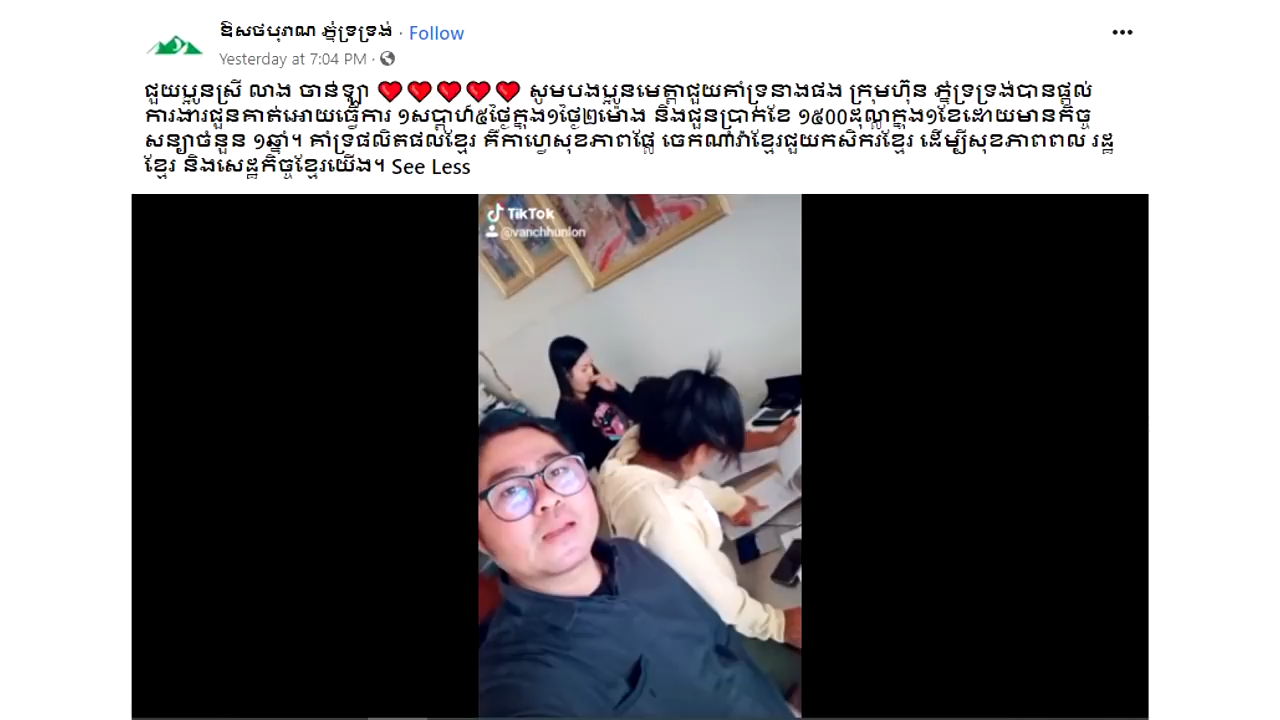 ឱសថបុរាណ ភ្នំទ្រទ្រង់ · Follow
Yesterday at 7:04 PM ·
ជួយប្អូនស្រី លាង ចាន់ឡា ❤❤❤❤❤ សូមបងប្អូនមេត្តាជួយគាំទ្រនាងផង ក្រុមហ៊ុន ភ្នំទ្រទ្រង់បានផ្តល់
ការងារជួនគាត់អោយធ្វើការ ១សប្តាហ៍៥ថ្ងៃក្នុង១ថ្ងៃ២ម៉ោង និងជួនប្រាក់ខែ ១៥00ដុល្លាក្នុង១ខែដោយមានកិច្ច
សន្យាចំនួន ១ឆ្នាំ។ គាំទ្រផលិតផលខ្មែរ គឺកាហ្វេសុខភាពផ្លែ ចេកណាវ៉ាខ្មែរជួយកសិករខ្មែរ ដើម្បីសុខភាពពល រដ្ឋ
ខ្មែរ និងសេដ្ឋកិច្ចខ្មែរយើង។ See Less
TikTok
@vanchhunlon